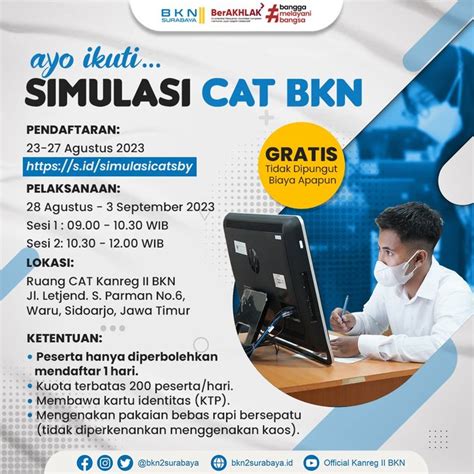 BKN
SURABAYA
BerAKHLAK
#bangga
melayani
bangsa
ayo ikuti...
SIMULASI CAT BKN
PENDAFTARAN:
23-27 Agustus 2023
https://s.id/simulasicatsby
GRATIS
Tidak Dipungut
Biaya Apapun
PELAKSANAAN:
28 Agustus - 3 September 2023
Sesi 1 : 09.00 - 10.30 WIB
Sesi 2: 10.30 - 12.00 WIB
LOKASI:
Ruang CAT Kanreg II BKN
Jl. Letjend. S. Parman No.6,
Waru, Sidoarjo, Jawa Timur
KETENTUAN:
• Peserta hanya diperbolehkan
mendaftar 1 hari.
• Kuota terbatas 200 peserta/hari.
• Membawa kartu identitas (KTP).
• Mengenakan pakaian bebas rapi bersepatu
(tidak diperkenankan menggenakan kaos).
@bkn2surabaya
bkn2surabaya.id
Official Kanreg II BKN